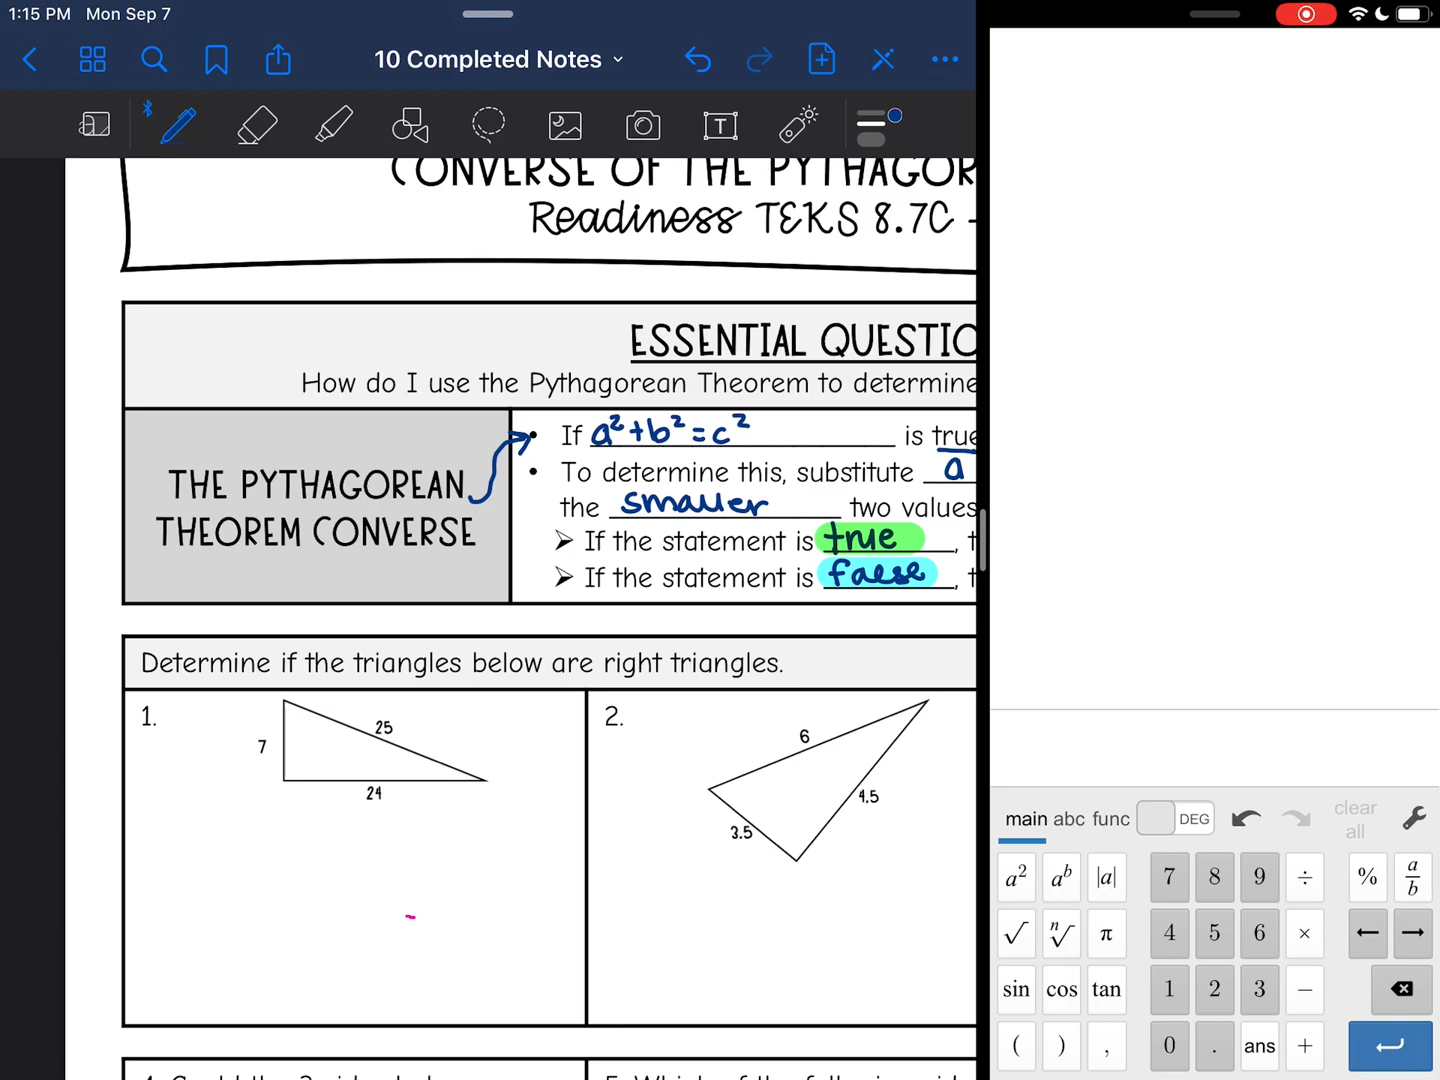 1:15 PM Mon Sep 7
10 Completed Notes
CONVERSE OF THE PYTHAGOR
Readiness TEKS 8.7C -
ESSENTIAL QUESTIO
How do I use the Pythagorean Theorem to determine
THE PYTHAGOREAN
THEOREM CONVERSE
• If a²+b²=c² is true
• To determine this, substitute a
the smaller two values
➢ If the statement is true, t
➢ If the statement is false, t
Determine if the triangles below are right triangles.
1.
7
25
24
2.
6
4.5
3.5
main abc func DEG clear all
a² aᵇ |a| 7 8 9 ÷ % a/b
√ ⁿ√ π 4 5 6 × ← →
sin cos tan 1 2 3 −
( ) , 0 . ans +